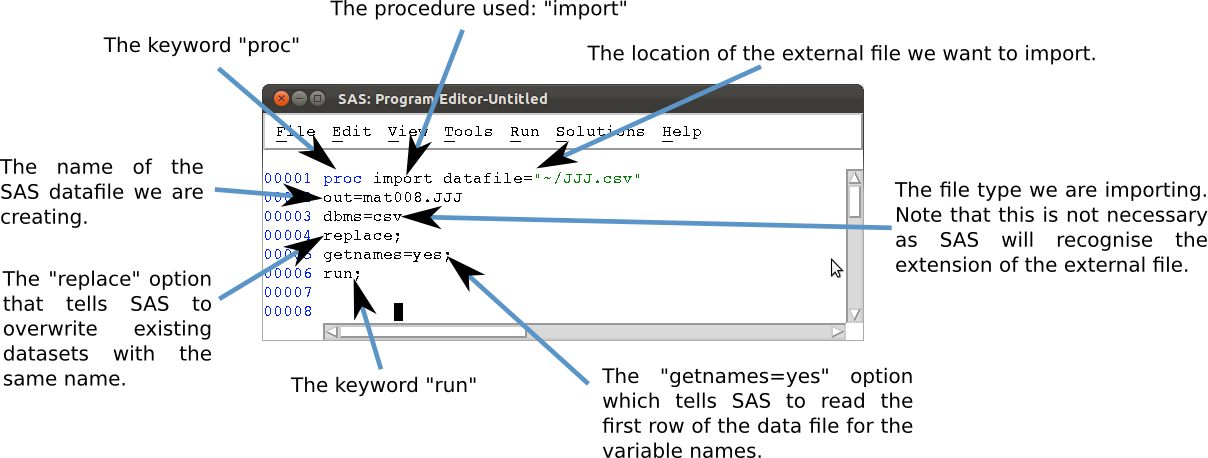 The procedure used: "import"
The keyword "proc"
The location of the external file we want to import.
SAS: Program Editor-Untitled
File Edit View Tools Run Solutions Help
The name of the
SAS datafile we are
creating.
00001 proc import datafile="~/JJJ.csv"
out=mat008.JJJ
00003 dbms=csv
00004 replace;
getnames=yes;
00006 run;
00007
00008
The file type we are importing.
Note that this is not necessary
as SAS will recognise the
extension of the external file.
The "replace" option
that tells SAS to
overwrite existing
datasets with the
same name.
The keyword "run"
The "getnames=yes" option
which tells SAS to read the
first row of the data file for the
variable names.